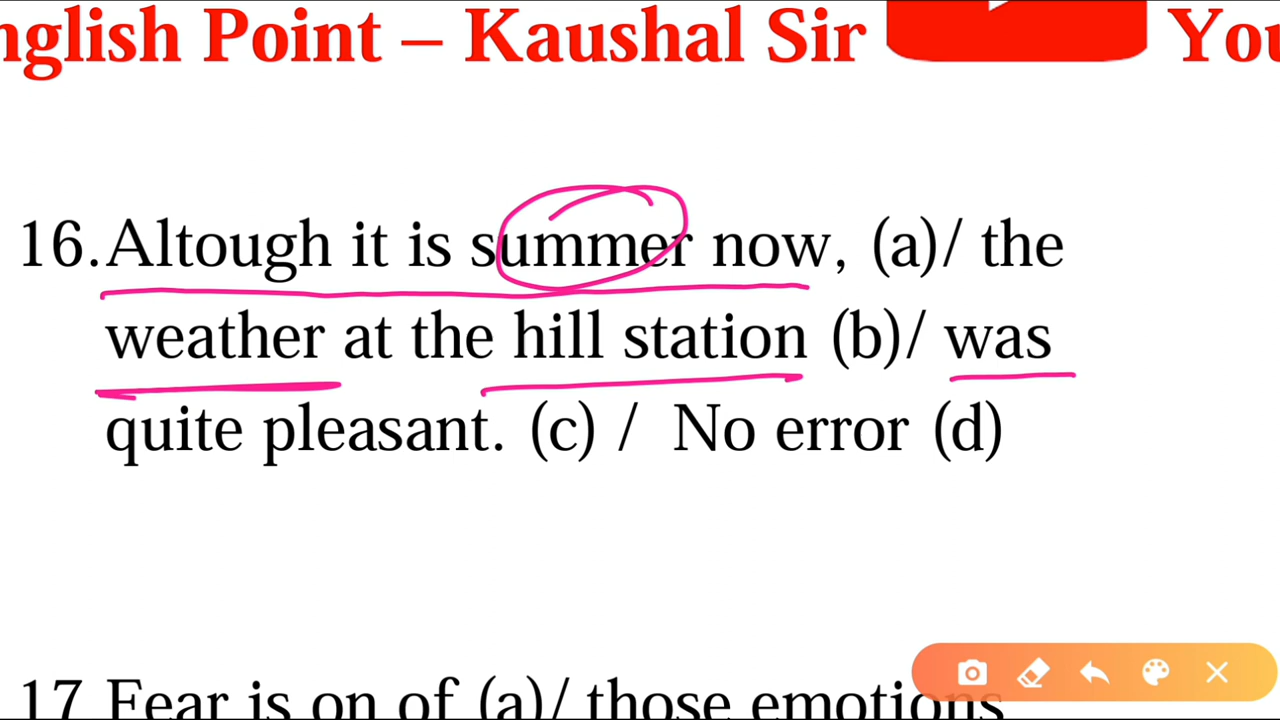 nglish Point – Kaushal Sir You
16. Altough it is summer now, (a)/ the
weather at the hill station (b)/ was
quite pleasant. (c) / No error (d)
17 Fear is on of (a)/ those emotions